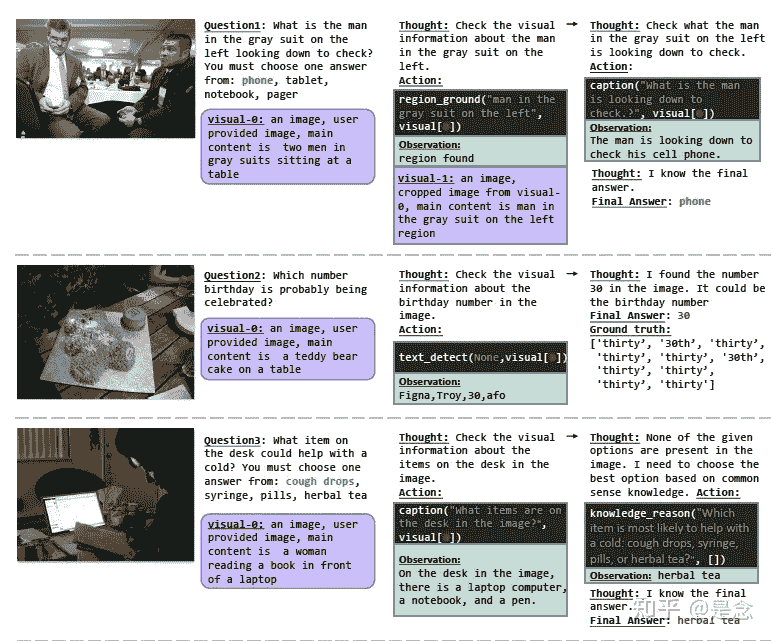 Question1: What is the man
in the gray suit on the
left looking down to check?
You must choose one answer
from: phone, tablet,
notebook, pager
visual-0: an image, user
provided image, main
content is two men in
gray suits sitting at a
table
Thought: Check the visual
information about the man
in the gray suit on the
left.
Action:
region_ground("man in the
gray suit on left",
visual[0])
Observation:
region found
visual-1: an image,
cropped image from visual-
0, main content is man in
the gray suit on the left
region
→
Thought: Check what the man
in the gray suit on the left
is looking down to check.
Action:
caption("What is the man
is looking down to
check.?", visual[1])
Observation:
The man is looking down to
check his cell phone.
Thought: I know the final
answer.
Final Answer: phone
Question2: Which number
birthday is probably being
celebrated?
visual-0: an image, user
provided image, main
content is a teddy bear
cake on a table
Thought: Check the visual
information about the
birthday number in the
image.
Action:
text_detect(None,visual[0])
Observation:
Figna,Troy,30,afo
→
Thought: I found the number
30 in the image. It could be
the birthday number
Final Answer: 30
Ground truth:
['thirty', '30th', 'thirty',
'thirty', 'thirty', '30th',
'thirty', 'thirty',
'thirty', 'thirty']
Question3: What item on
the desk could help with a
cold? You must choose one
answer from: cough drops,
syringe, pills, herbal tea
visual-0: an image, user
provided image, main
content is a woman
reading a book in front
of a laptop
Thought: Check the visual
information about the
items on the desk in the
image.
Action:
caption("What items are on
the desk in the image?",
visual[0])
Observation:
On the desk in the image,
there is a laptop computer,
a notebook, and a pen.
→
Thought: None of the given
options are present in the
image. I need to choose the
best option based on common
sense knowledge. Action:
knowledge_reason("Which
item is most likely to help with
a cold: cough drops, syringe,
pills, or herbal tea?", [])
Observation: herbal tea
Thought: I know the final
answer.
Final Answer: herbal tea
知乎 @是念